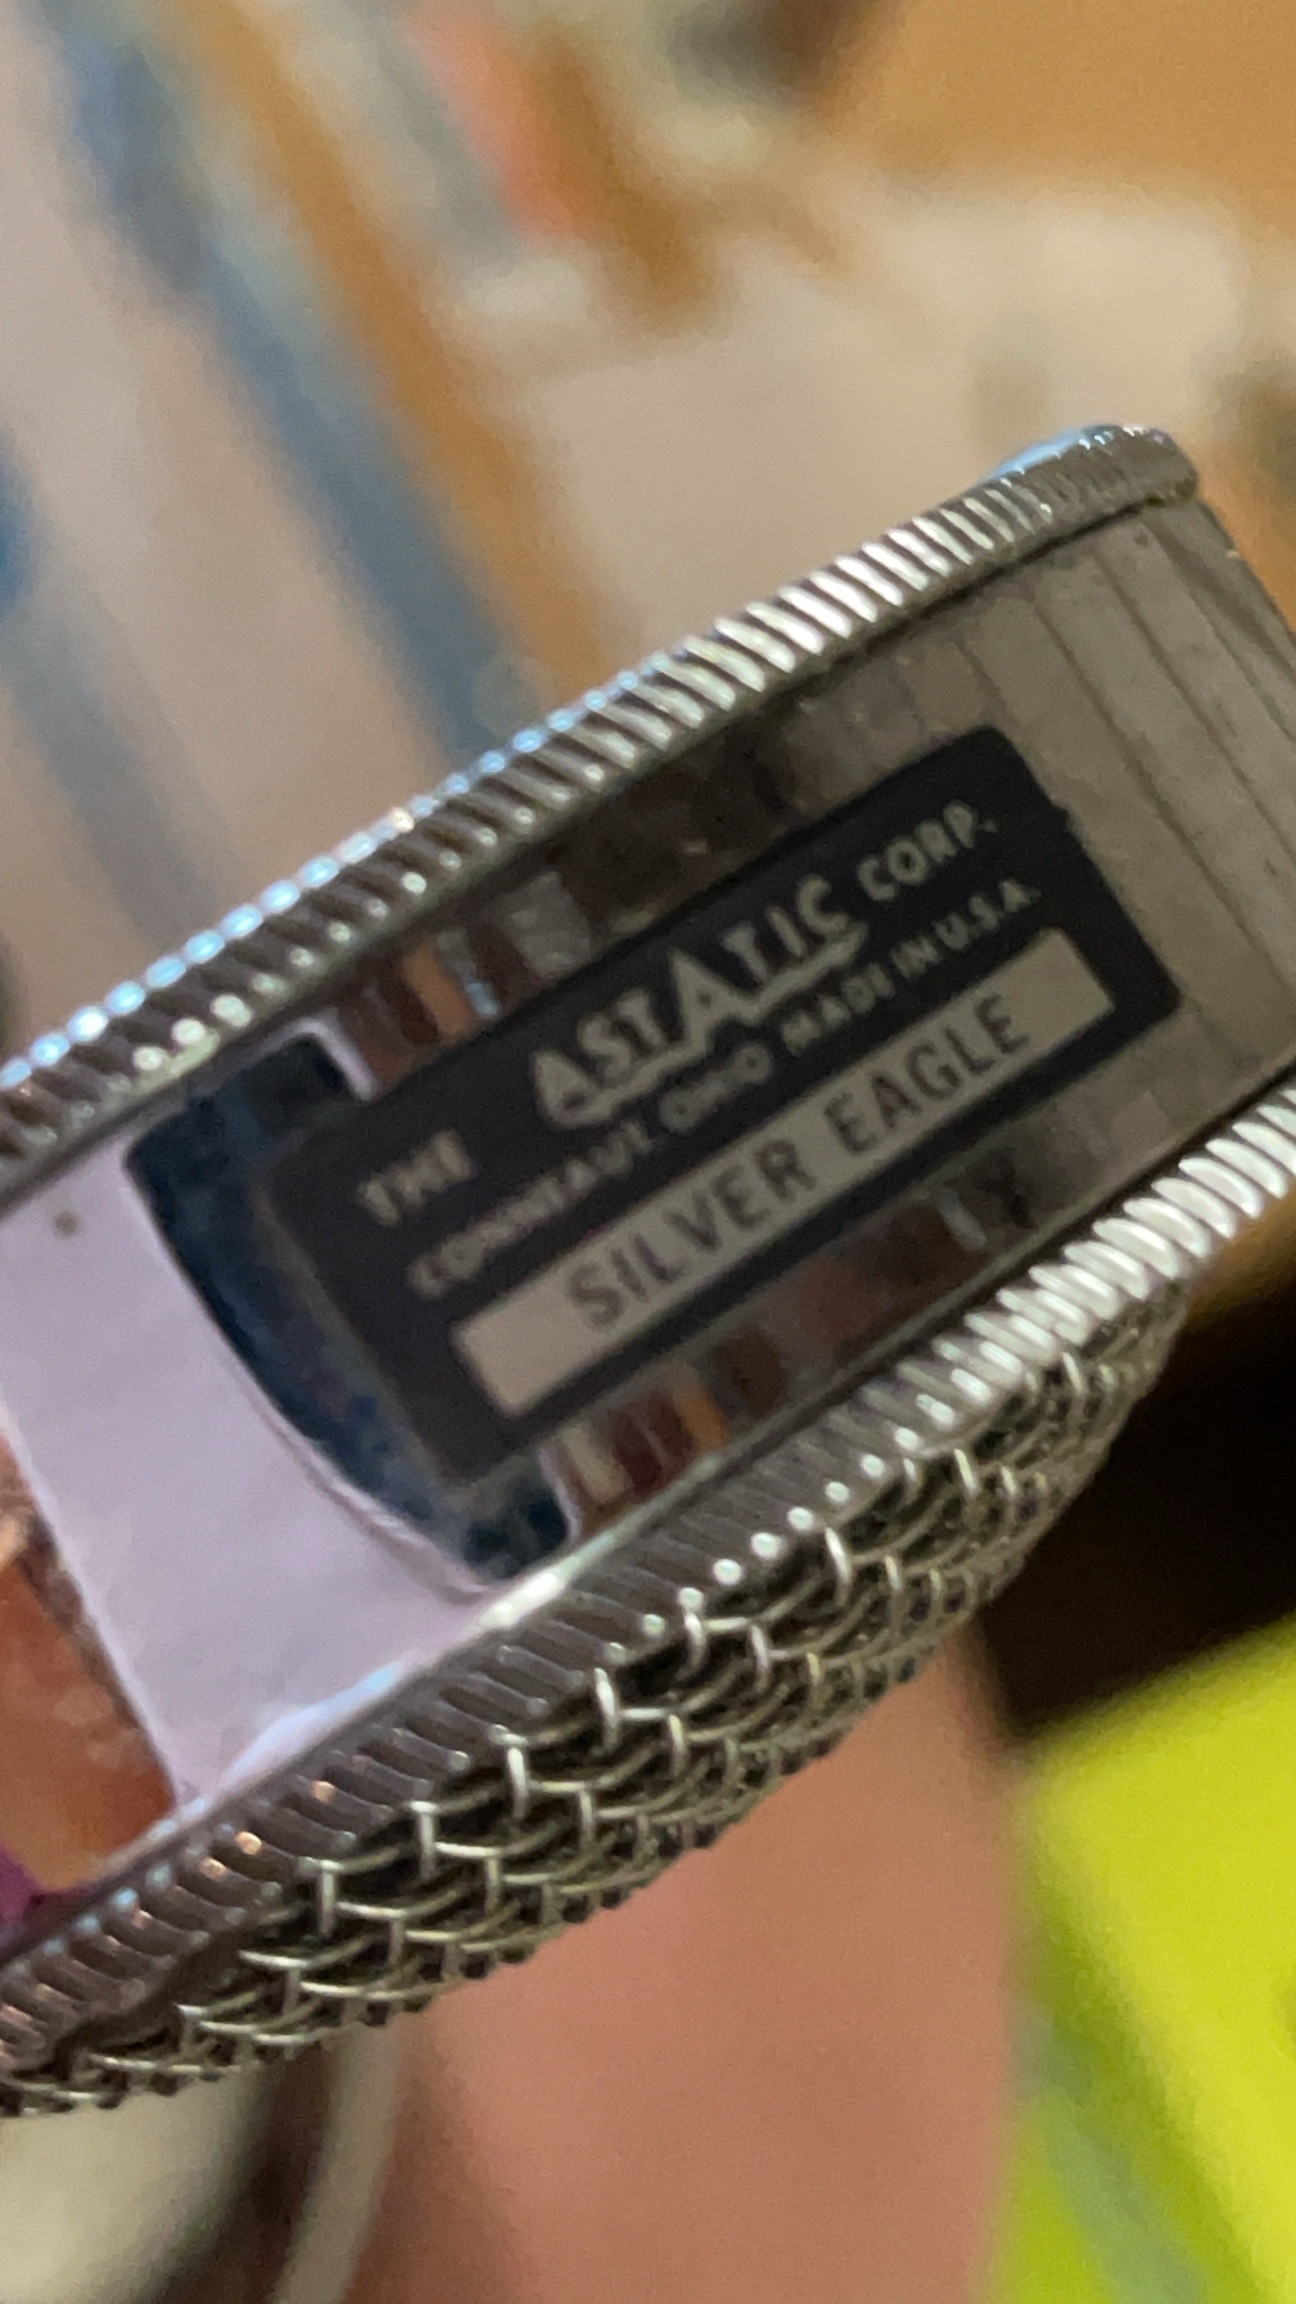 THE ASTATIC CORP.
CONNEAUT OHIO MADE IN U.S.A.
SILVER EAGLE